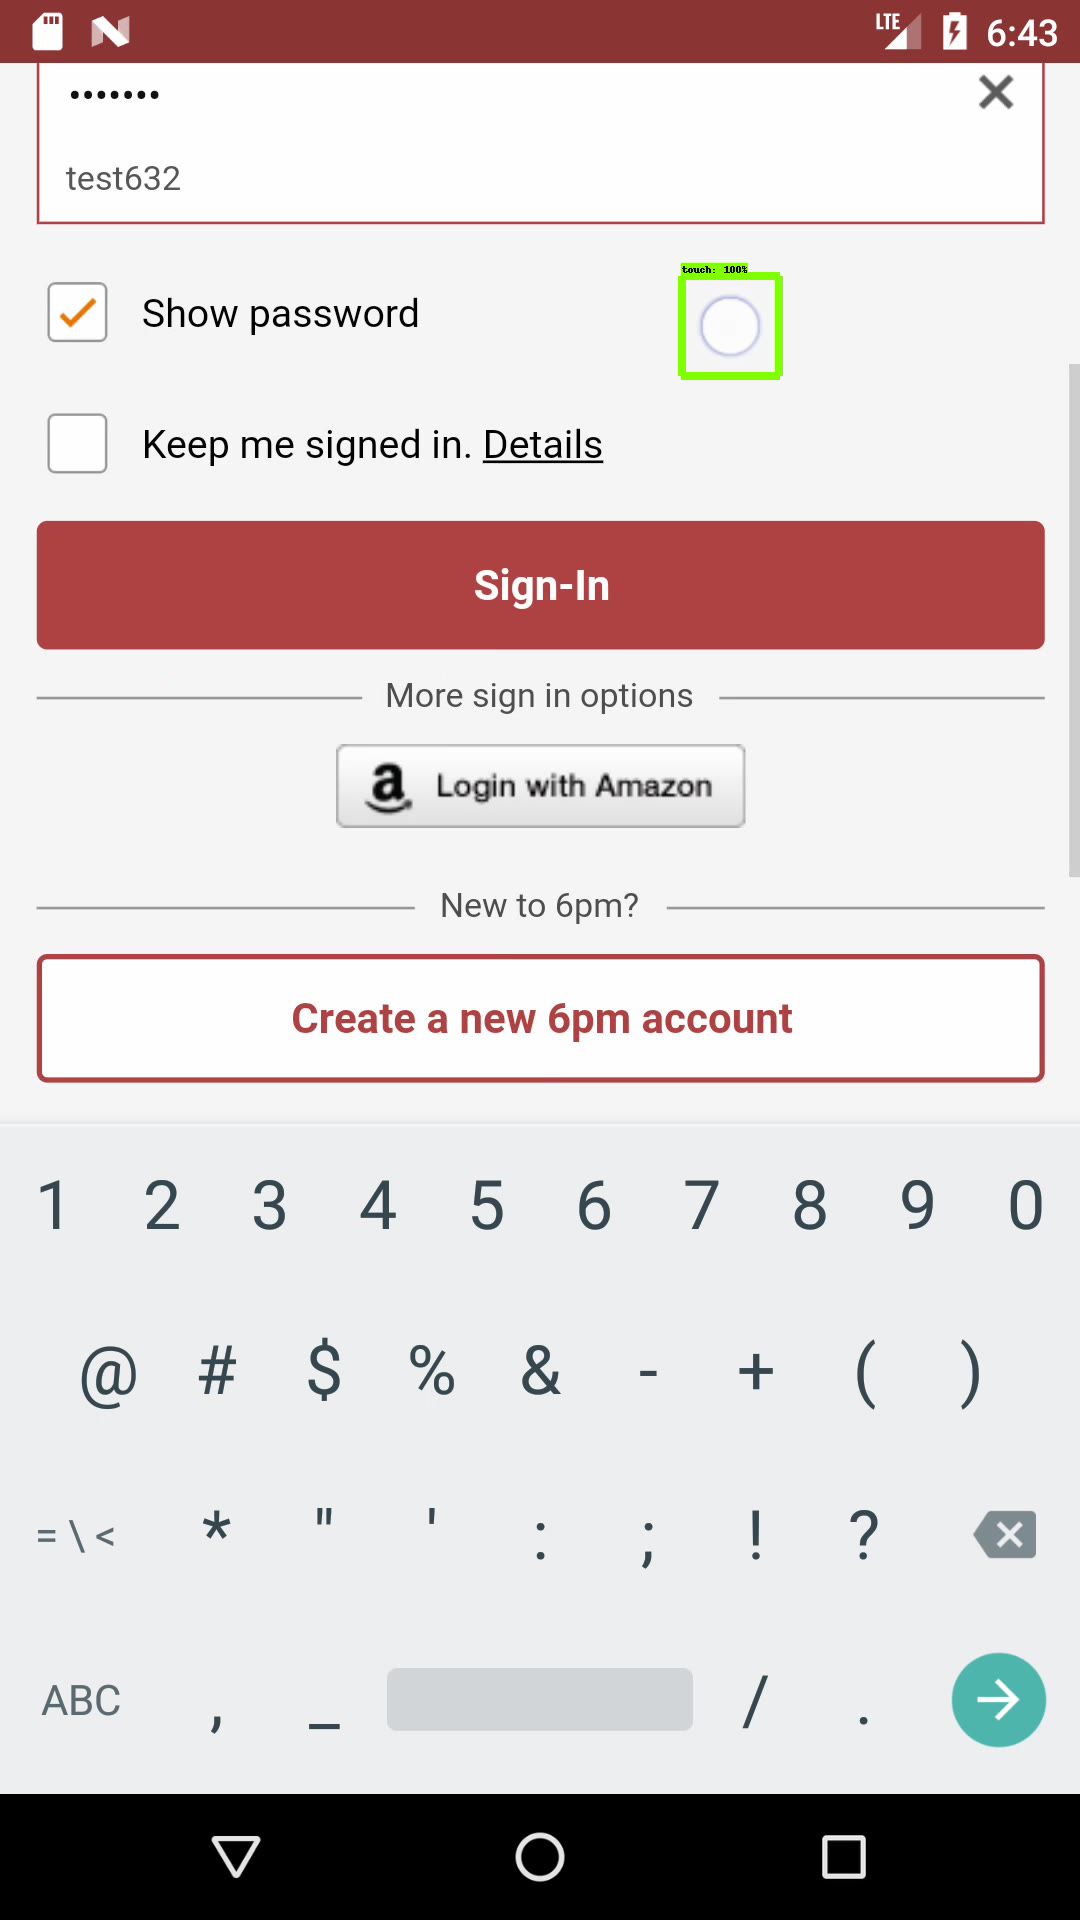 LTE 6:43
•••••••
test632
touch: 100%
Show password
Keep me signed in. Details
Sign-In
More sign in options
a Login with Amazon
New to 6pm?
Create a new 6pm account
1 2 3 4 5 6 7 8 9 0
@ # $ % & - + ( )
= \ < * " ' : ; ! ?
ABC , _ / .